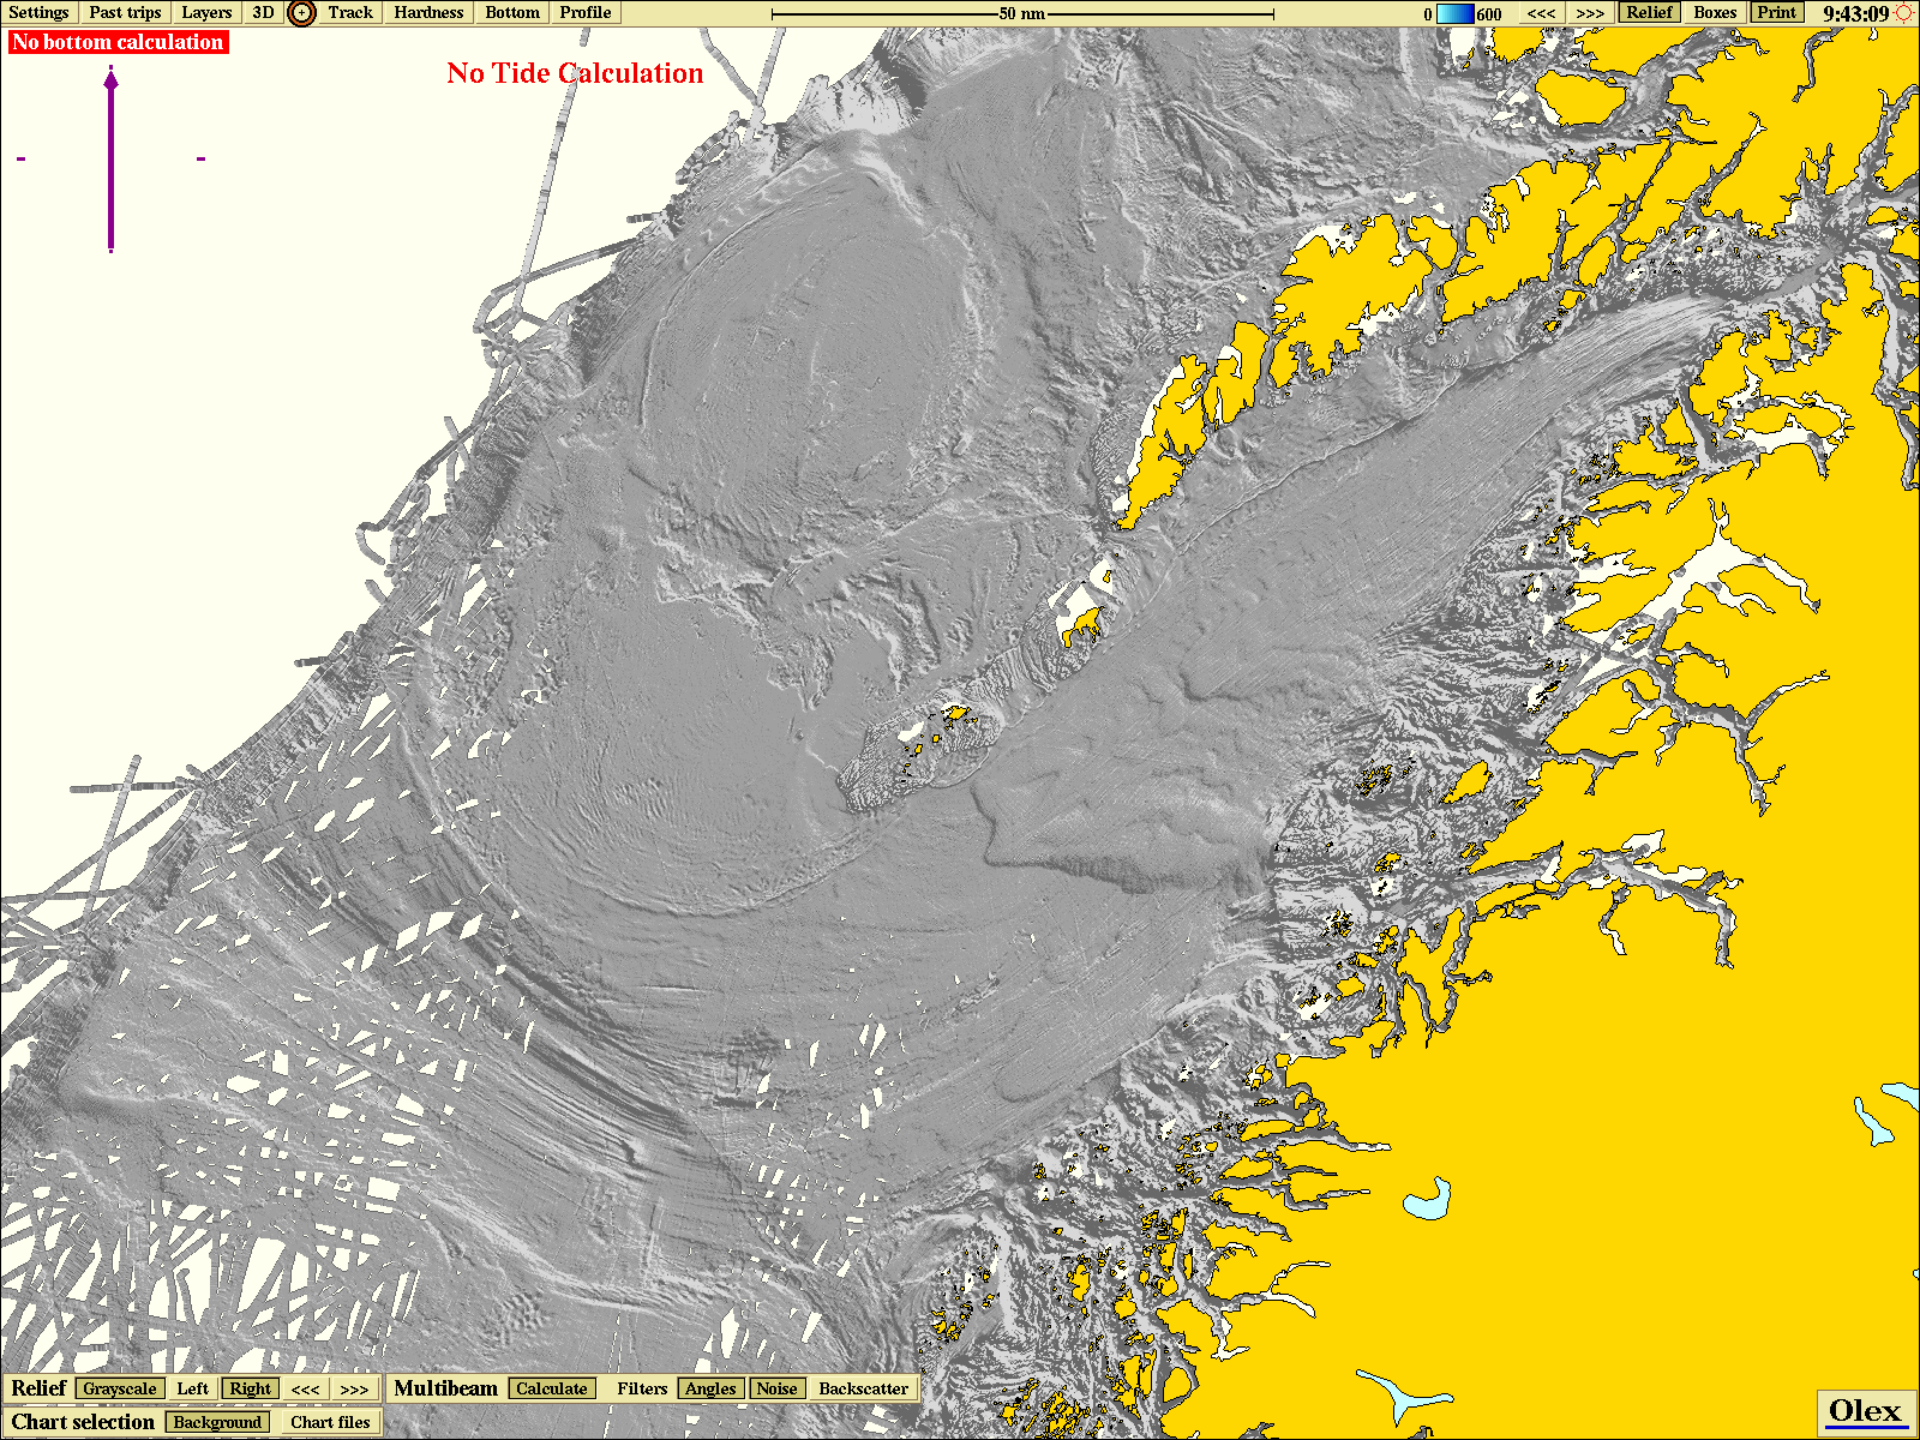 Settings Past trips Layers 3D Track Hardness Bottom Profile 50 nm 0 600 <<< >>> Relief Boxes Print 9:43:09
No bottom calculation
No Tide Calculation
Relief Grayscale Left Right <<< >>> Multibeam Calculate Filters Angles Noise Backscatter
Chart selection Background Chart files
Olex